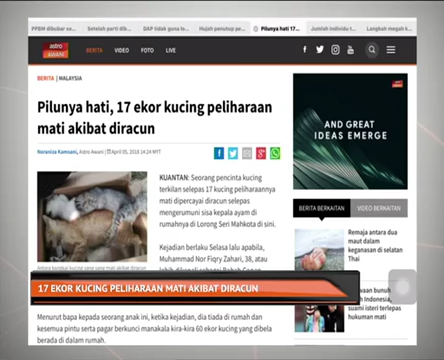 PPBM dibubar se...
Setelah parti dib...
DAP tidak guna lo...
Hujah penutup pe...
Pilunya hati, 17...
Jumlah individu t...
Langbah megah k...
astro
AWANI
BERITA
VIDEO
FOTO
LIVE
BERITA | MALAYSIA
Pilunya hati, 17 ekor kucing peliharaan
mati akibat diracun
Noraniza Kamsani, Astro Awani | April 05, 2018 14:24 MYT
KUANTAN: Seorang pencinta kucing
terkilan selepas 17 kucing peliharaannya
mati dipercayai diracun selepas
mengerumuni sisa kepala ayam di
rumahnya di Lorong Seri Mahkota di sini.
Kejadian berlaku Selasa lalu apabila,
Muhammad Nor Fiqry Zahari, 38, atau
AND GREAT
IDEAS EMERGE
BERITA BERKAITAN
VIDEO BERKAITAN
Remaja antara dua
maut dalam
keganasan di selatan
Thai
17 EKOR KUCING PELIHARAAN MATI AKIBAT DIRACUN
bunuh
Indonesia,
suami isteri terlepas
hukuman mati
Menurut bapa kepada seorang anak ini, ketika kejadian, dia tiada di rumah dan
kesemua pintu serta pagar berkunci manakala kira-kira 60 ekor kucing yang dibela
berada di dalam rumah.